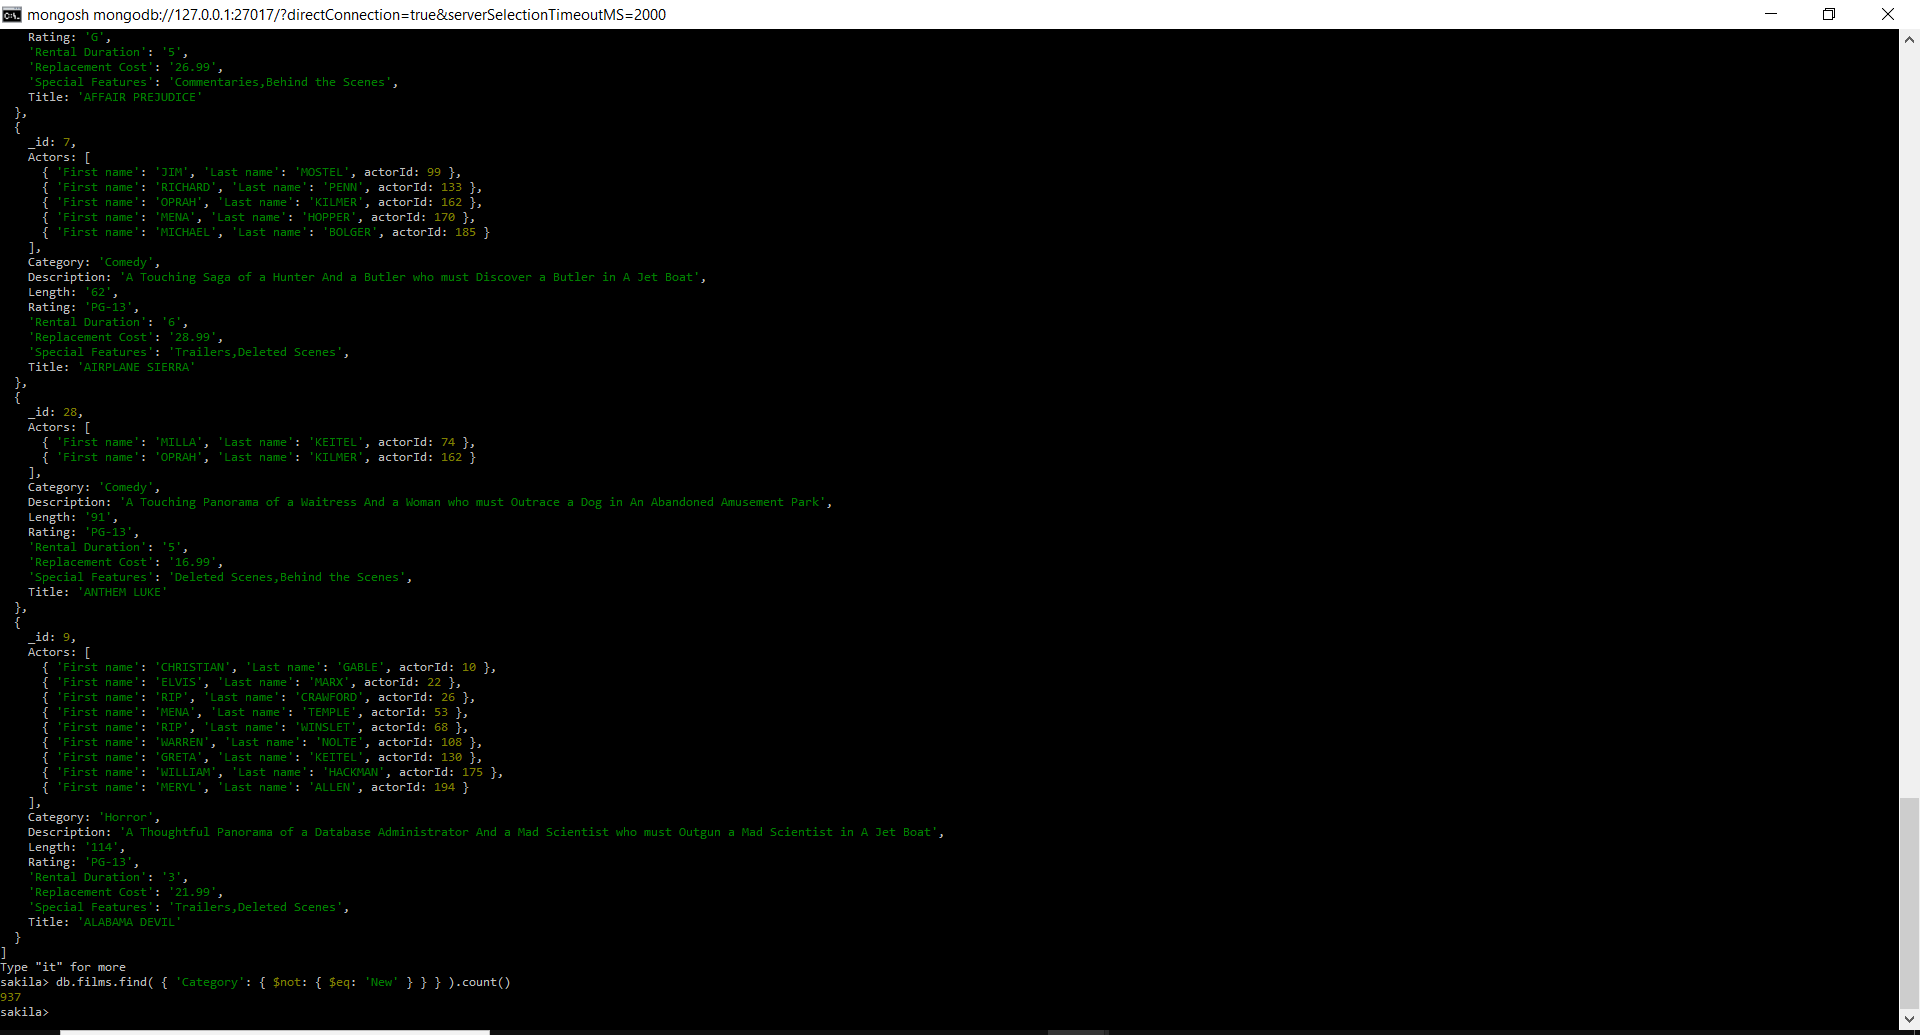 mongosh mongodb://127.0.0.1:27017/?directConnection=true&serverSelectionTimeoutMS=2000
    Rating: 'G',
    'Rental Duration': '5',
    'Replacement Cost': '26.99',
    'Special Features': 'Commentaries,Behind the Scenes',
    Title: 'AFFAIR PREJUDICE'
  },
  {
    _id: 7,
    Actors: [
      { 'First name': 'JIM', 'Last name': 'MOSTEL', actorId: 99 },
      { 'First name': 'RICHARD', 'Last name': 'PENN', actorId: 133 },
      { 'First name': 'OPRAH', 'Last name': 'KILMER', actorId: 162 },
      { 'First name': 'MENA', 'Last name': 'HOPPER', actorId: 170 },
      { 'First name': 'MICHAEL', 'Last name': 'BOLGER', actorId: 185 }
    ],
    Category: 'Comedy',
    Description: 'A Touching Saga of a Hunter And a Butler who must Discover a Butler in A Jet Boat',
    Length: '62',
    Rating: 'PG-13',
    'Rental Duration': '6',
    'Replacement Cost': '28.99',
    'Special Features': 'Trailers,Deleted Scenes',
    Title: 'AIRPLANE SIERRA'
  },
  {
    _id: 28,
    Actors: [
      { 'First name': 'MILLA', 'Last name': 'KEITEL', actorId: 74 },
      { 'First name': 'OPRAH', 'Last name': 'KILMER', actorId: 162 }
    ],
    Category: 'Comedy',
    Description: 'A Touching Panorama of a Waitress And a Woman who must Outrace a Dog in An Abandoned Amusement Park',
    Length: '91',
    Rating: 'PG-13',
    'Rental Duration': '5',
    'Replacement Cost': '16.99',
    'Special Features': 'Deleted Scenes,Behind the Scenes',
    Title: 'ANTHEM LUKE'
  },
  {
    _id: 9,
    Actors: [
      { 'First name': 'CHRISTIAN', 'Last name': 'GABLE', actorId: 10 },
      { 'First name': 'ELVIS', 'Last name': 'MARX', actorId: 22 },
      { 'First name': 'RIP', 'Last name': 'CRAWFORD', actorId: 26 },
      { 'First name': 'MENA', 'Last name': 'TEMPLE', actorId: 53 },
      { 'First name': 'RIP', 'Last name': 'WINSLET', actorId: 68 },
      { 'First name': 'WARREN', 'Last name': 'NOLTE', actorId: 108 },
      { 'First name': 'GRETA', 'Last name': 'KEITEL', actorId: 130 },
      { 'First name': 'WILLIAM', 'Last name': 'HACKMAN', actorId: 175 },
      { 'First name': 'MERYL', 'Last name': 'ALLEN', actorId: 194 }
    ],
    Category: 'Horror',
    Description: 'A Thoughtful Panorama of a Database Administrator And a Mad Scientist who must Outgun a Mad Scientist in A Jet Boat',
    Length: '114',
    Rating: 'PG-13',
    'Rental Duration': '3',
    'Replacement Cost': '21.99',
    'Special Features': 'Trailers,Deleted Scenes',
    Title: 'ALABAMA DEVIL'
  }
]
Type "it" for more
sakila> db.films.find( { 'Category': { $not: { $eq: 'New' } } } ).count()
937
sakila>